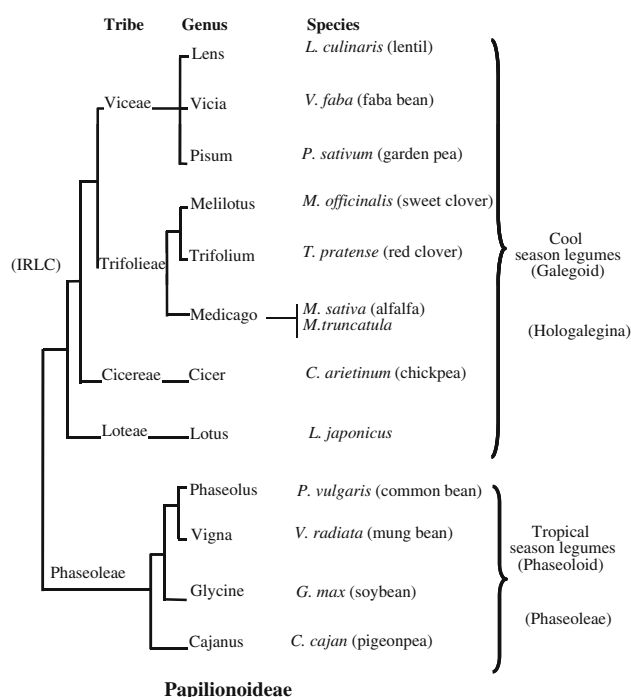 Tribe Genus Species
Lens L. culinaris (lentil)
Viceae Vicia V. faba (faba bean)
Pisum P. sativum (garden pea)
Melilotus M. officinalis (sweet clover)
(IRLC) Trifolieae Trifolium T. pratense (red clover)
Medicago M. sativa (alfalfa)
M.truncatula
Cicereae Cicer C. arietinum (chickpea)
Loteae Lotus L. japonicus
Cool
season legumes
(Galegoid)
(Hologalegina)
Phaseolus P. vulgaris (common bean)
Vigna V. radiata (mung bean)
Phaseoleae
Glycine G. max (soybean)
Cajanus C. cajan (pigeonpea)
Tropical
season legumes
(Phaseoloid)
(Phaseoleae)
Papilionoideae